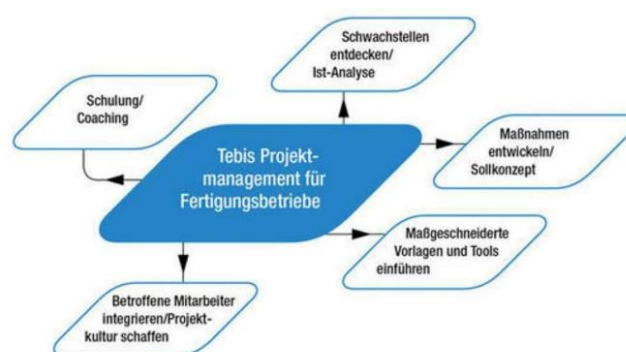 Schwachstellen
entdecken/
Ist-Analyse
Schulung/
Coaching
Tebis Projekt-
management für
Fertigungsbetriebe
Maßnahmen
entwickeln/
Sollkonzept
Maßgeschneiderte
Vorlagen und Tools
einführen
Betroffene Mitarbeiter
integrieren/Projekt-
kultur schaffen